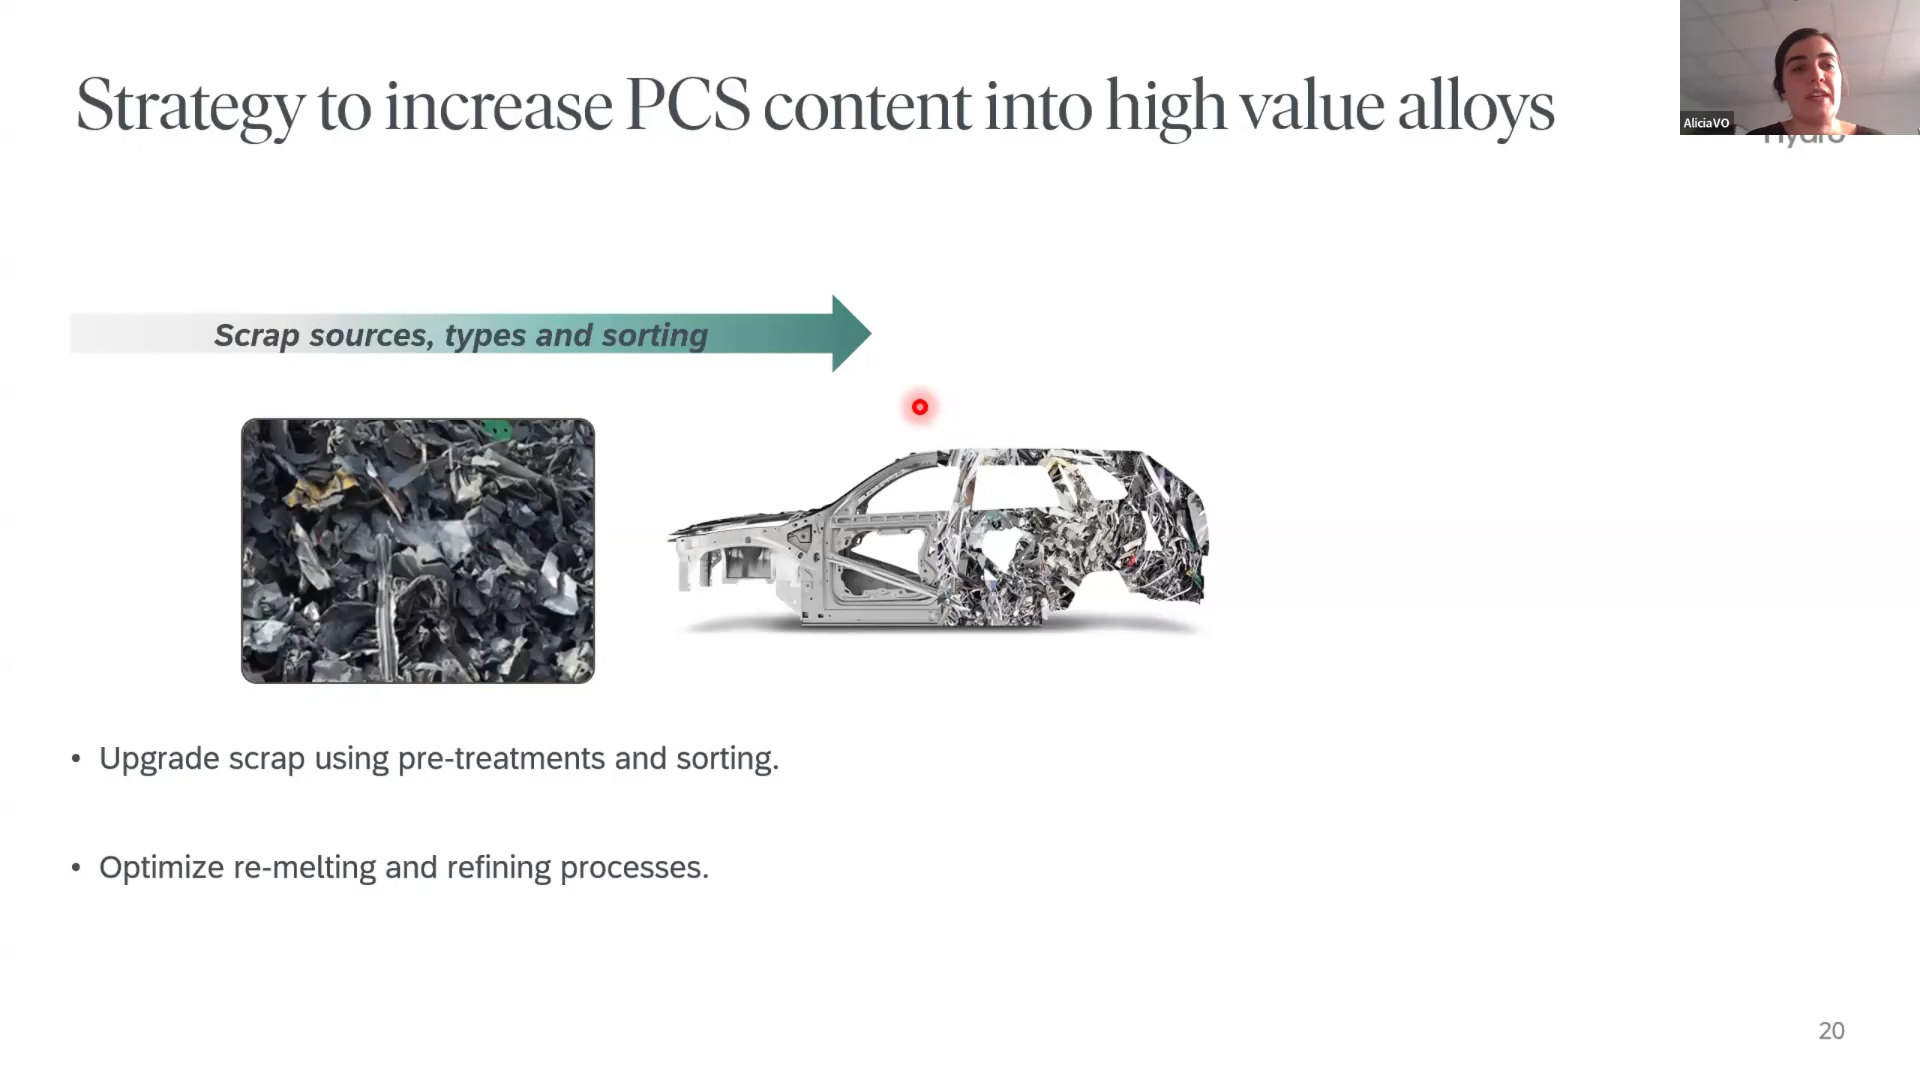 Strategy to increase PCS content into high value alloys
AliciaVO
Hydro
Scrap sources, types and sorting
• Upgrade scrap using pre-treatments and sorting.
• Optimize re-melting and refining processes.
20